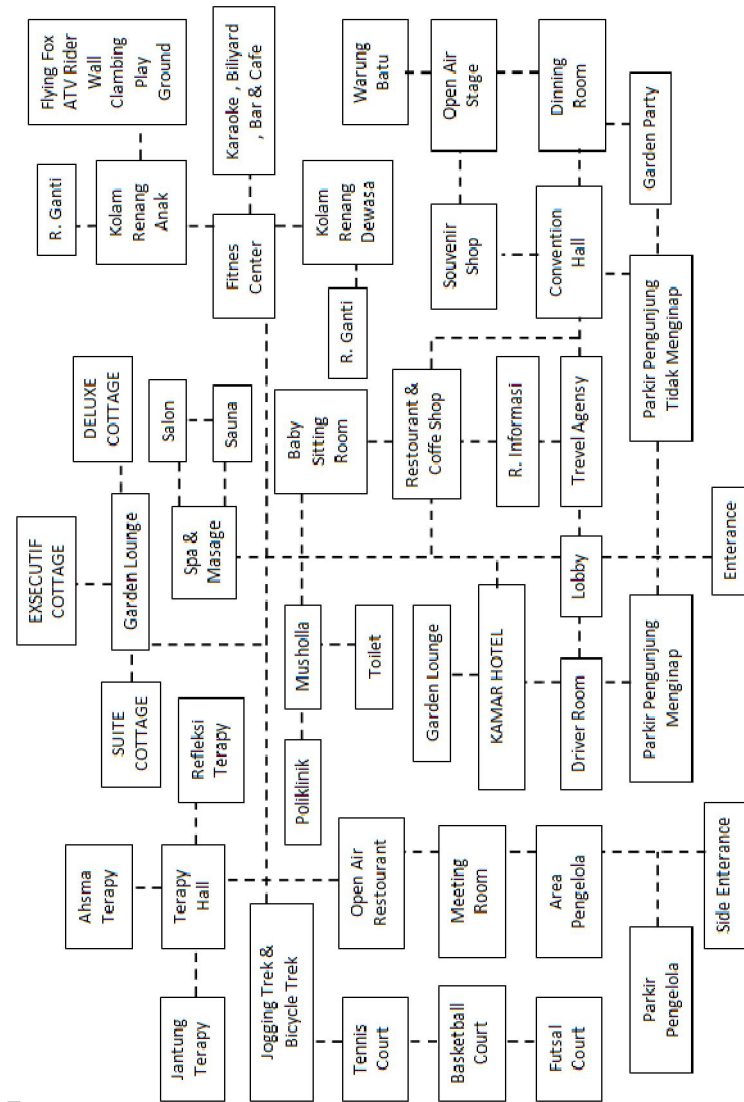 Ahsma
Terapy
EXSECUTIF
COTTAGE
R. Ganti
Flying Fox
ATV Rider
Wall
Clambing
Play
Ground
SUITE
COTTAGE
Garden Lounge
DELUXE
COTTAGE
Kolam
Renang
Anak
Jantung
Terapy
Terapy
Hall
Refleksi
Terapy
Spa &
Masage
Salon
Sauna
Fitnes
Center
Karaoke , Biliyard
, Bar & Cafe
Jogging Trek &
Bicycle Trek
Poliklinik
Musholla
Baby
Sitting
Room
Kolam
Renang
Dewasa
Open Air
Restourant
Toilet
R. Ganti
Warung
Batu
Tennis
Court
Garden Lounge
Restourant &
Coffe Shop
Souvenir
Shop
Open Air
Stage
Basketball
Court
Meeting
Room
KAMAR HOTEL
R. Informasi
Futsal
Court
Area
Pengelola
Driver Room
Lobby
Trevel Agensy
Convention
Hall
Dinning
Room
Parkir
Pengelola
Parkir Pengunjung
Menginap
Parkir Pengunjung
Tidak Menginap
Garden Party
Side Enterance
Enterance